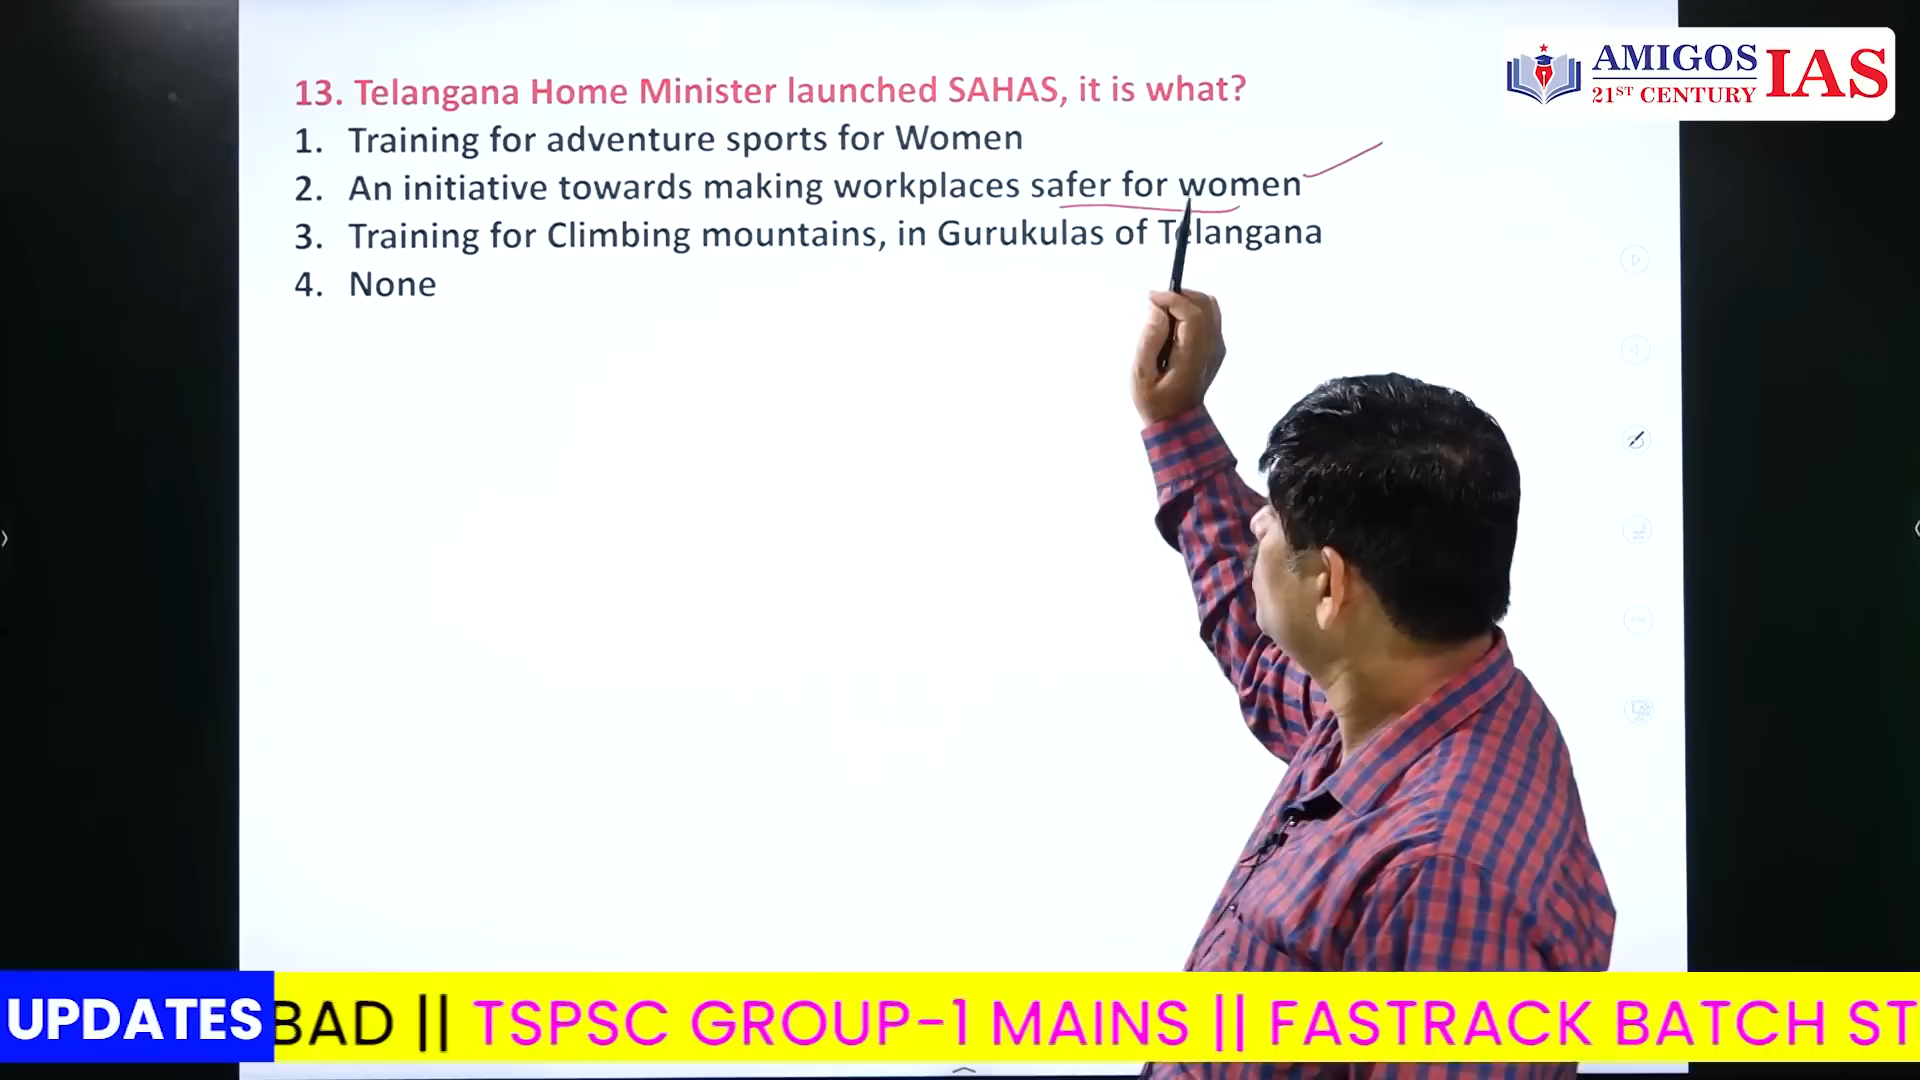 AMIGOS IAS
21ST CENTURY
13. Telangana Home Minister launched SAHAS, it is what?
1. Training for adventure sports for Women
2. An initiative towards making workplaces safer for women
3. Training for Climbing mountains, in Gurukulas of Telangana
4. None
UPDATES BAD || TSPSC GROUP-1 MAINS || FASTRACK BATCH ST